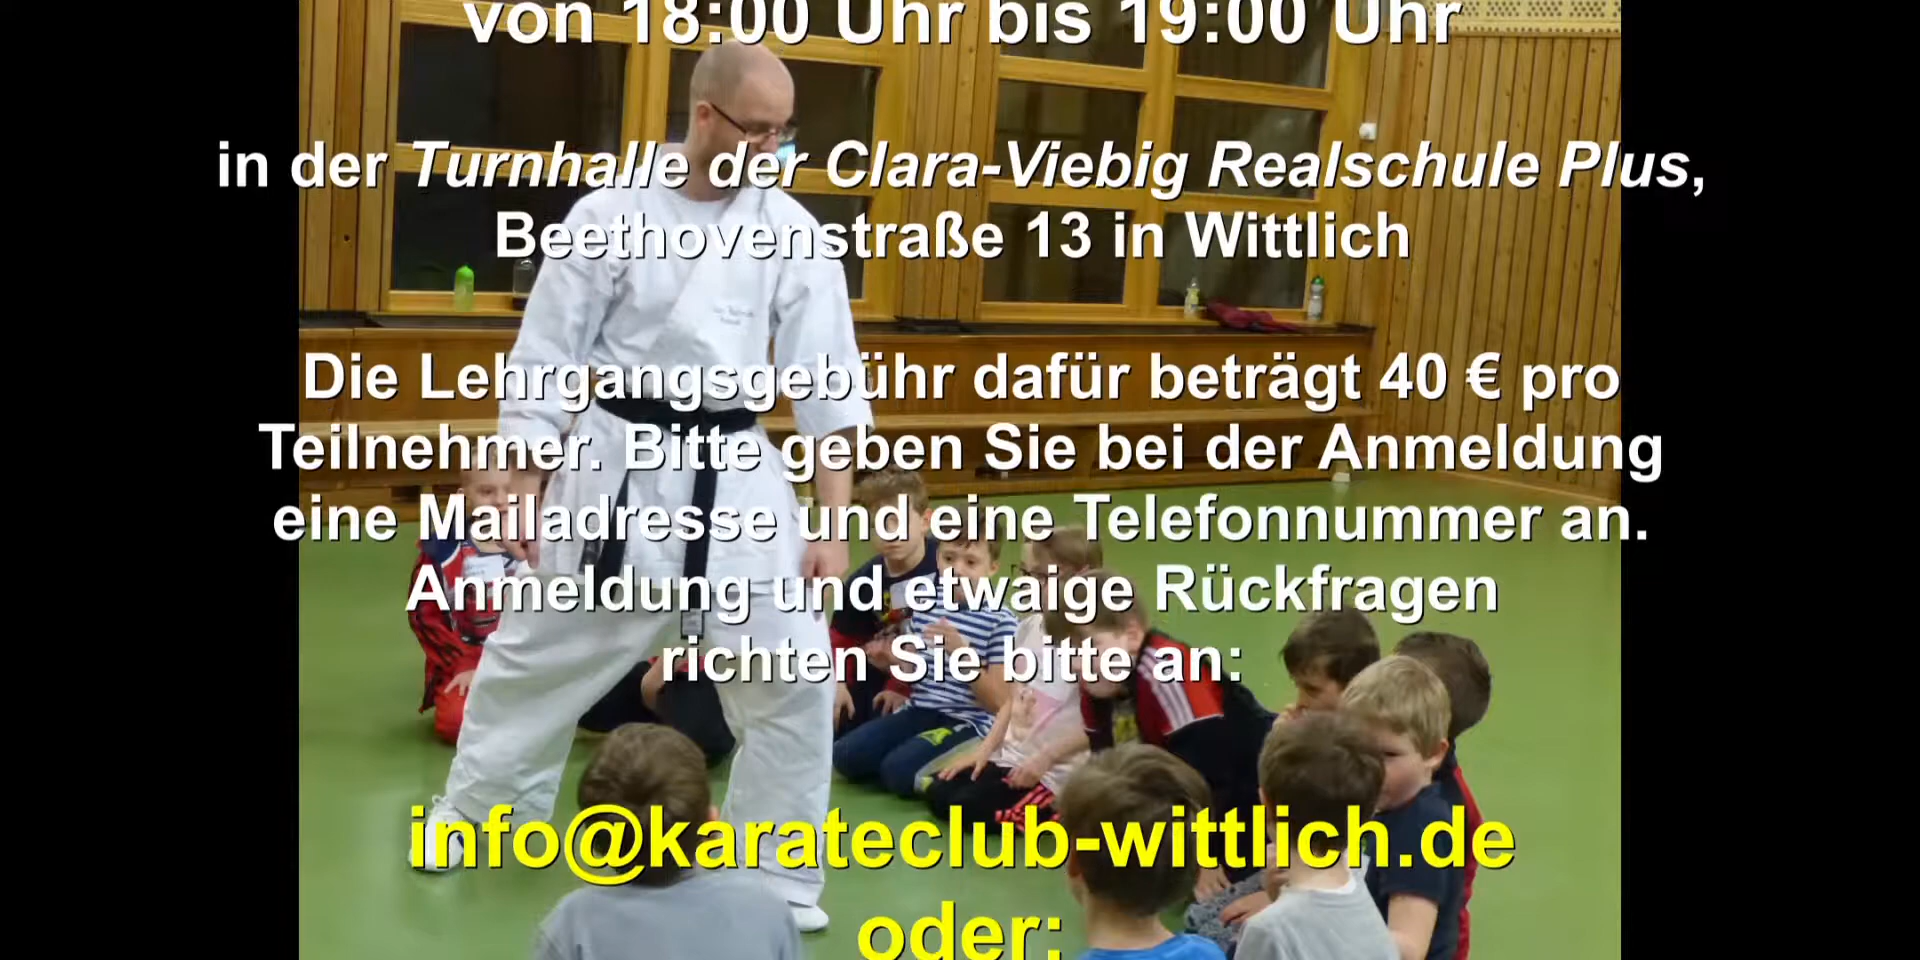 von 18:00 Uhr bis 19:00 Uhr
in der Turnhalle der Clara-Viebig Realschule Plus,
Beethovenstraße 13 in Wittlich
Die Lehrgangsgebühr dafür beträgt 40 € pro
Teilnehmer. Bitte geben Sie bei der Anmeldung
eine Mailadresse und eine Telefonnummer an.
Anmeldung und etwaige Rückfragen
richten Sie bitte an:
info@karateclub-wittlich.de
oder: